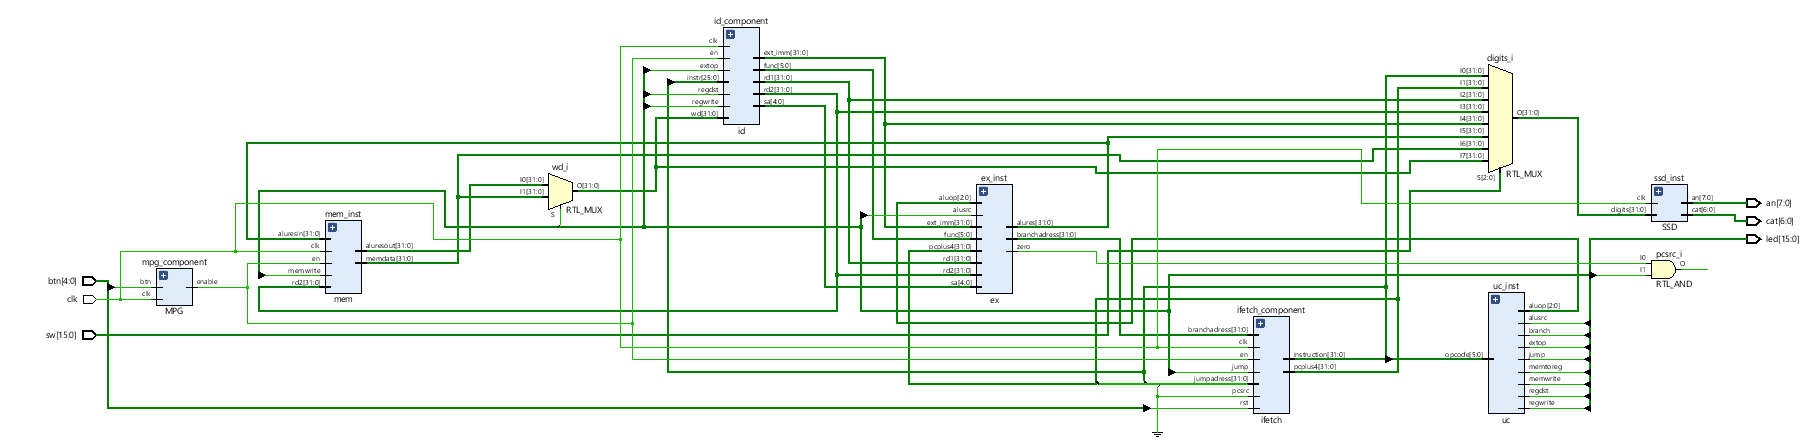 id_component
clk
en
extop
instr[25:0]
regdst
regwrite
wd[31:0]
ext_imm[31:0]
func[5:0]
rd1[31:0]
rd2[31:0]
sa[4:0]
id
digits_i
I0[31:0]
I1[31:0]
I2[31:0]
I3[31:0]
I4[31:0]
I5[31:0]
I6[31:0]
I7[31:0]
S[2:0]
O[31:0]
RTL_MUX
wd_i
I0[31:0]
I1[31:0]
S
O[31:0]
RTL_MUX
ex_inst
aluop[2:0]
alusrc
ext_imm[31:0]
func[5:0]
pcplus4[31:0]
rd1[31:0]
rd2[31:0]
sa[4:0]
alures[31:0]
branchadress[31:0]
zero
ex
ssd_inst
clk
digits[31:0]
an[7:0]
cat[6:0]
SSD
an[7:0]
cat[6:0]
led[15:0]
mem_inst
aluresin[31:0]
clk
en
memwrite
rd2[31:0]
aluresout[31:0]
memdata[31:0]
mem
mpg_component
btn
clk
enable
MPG
btn[4:0]
clk
sw[15:0]
pcsrc_i
I0
I1
O
RTL_AND
uc_inst
opcode[5:0]
aluop[2:0]
alusrc
branch
extop
jump
memtoreg
memwrite
regdst
regwrite
uc
ifetch_component
branchadress[31:0]
clk
en
jump
jumpadress[31:0]
pcsrc
rst
instruction[31:0]
pcplus4[31:0]
ifetch